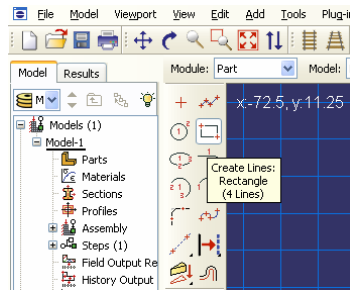 File Model Viewport View Edit Add Tools Plug-in
Model Results
Module: Part Model:
x:-72.5, y:11.25
Models (1)
Model-1
Parts
Materials
Sections
Profiles
Assembly
Steps (1)
Field Output Re
History Output
Create Lines:
Rectangle
(4 Lines)